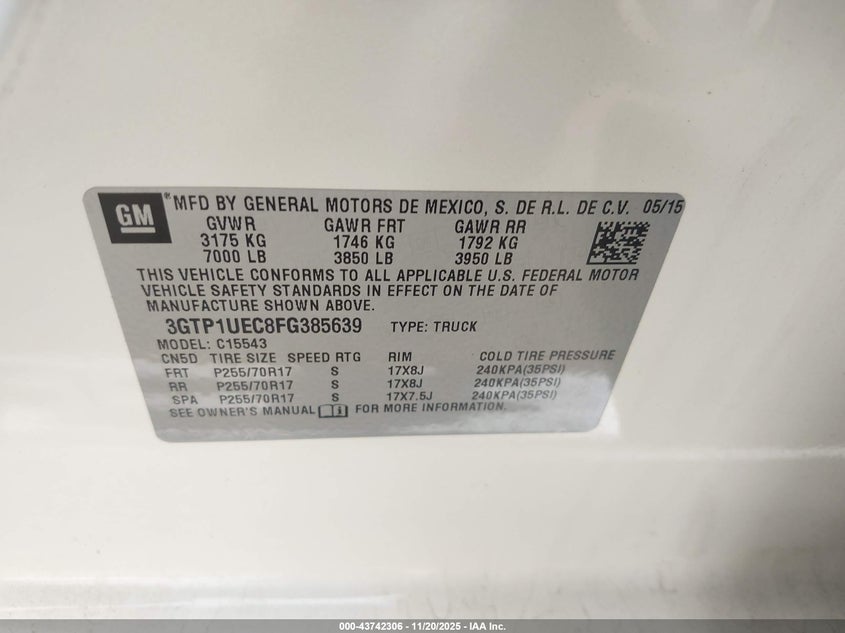 GM
® MFD BY GENERAL MOTORS DE MEXICO, S. DE R.L. DE C.V. 05/15
GVWR GAWR FRT GAWR RR
3175 KG 1746 KG 1792 KG
7000 LB 3850 LB 3950 LB
THIS VEHICLE CONFORMS TO ALL APPLICABLE U.S. FEDERAL MOTOR
VEHICLE SAFETY STANDARDS IN EFFECT ON THE DATE OF
MANUFACTURE SHOWN ABOVE.
3GTP1UEC8FG385639 TYPE: TRUCK
MODEL: C15543
CN5D TIRE SIZE SPEED RTG RIM COLD TIRE PRESSURE
FRT P255/70R17 S 17X8J 240KPA(35PSI)
RR P255/70R17 S 17X8J 240KPA(35PSI)
SPA P255/70R17 S 17X7.5J 240KPA(35PSI)
SEE OWNER'S MANUAL FOR MORE INFORMATION.
000-43742306 - 11/20/2025 - IAA Inc.